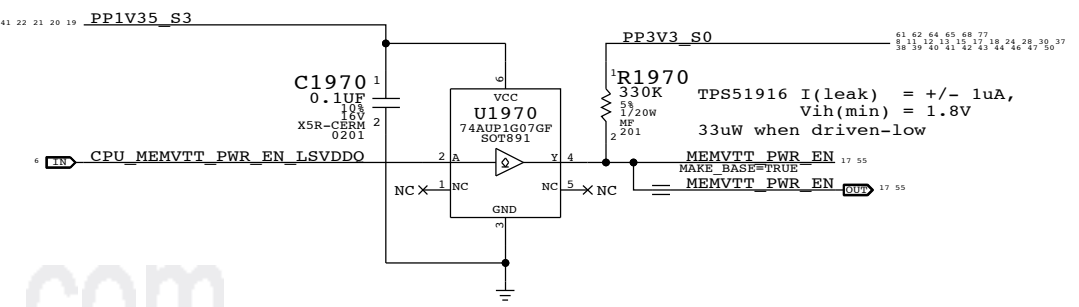 41 22 21 20 19 PP1V35_S3
PP3V3_S0
61 62 64 65 68 77
8 11 12 13 15 17 18 24 28 30 37
38 39 40 41 42 43 44 46 47 50
C1970 1
0.1UF
10%
16V
X5R-CERM 2
0201
6
VCC
U1970
74AUP1G07GF
SOT891
1 R1970
330K
5%
1/20W
MF
2 201
TPS51916 I(leak) = +/- 1uA,
Vih(min) = 1.8V
33uW when driven-low
6 IN CPU_MEMVTT_PWR_EN_LSVDDQ 2 A Y 4 MEMVTT_PWR_EN 17 55
MAKE_BASE=TRUE
NC 1 NC NC 5 NC MEMVTT_PWR_EN OUT 17 55
GND
3
com